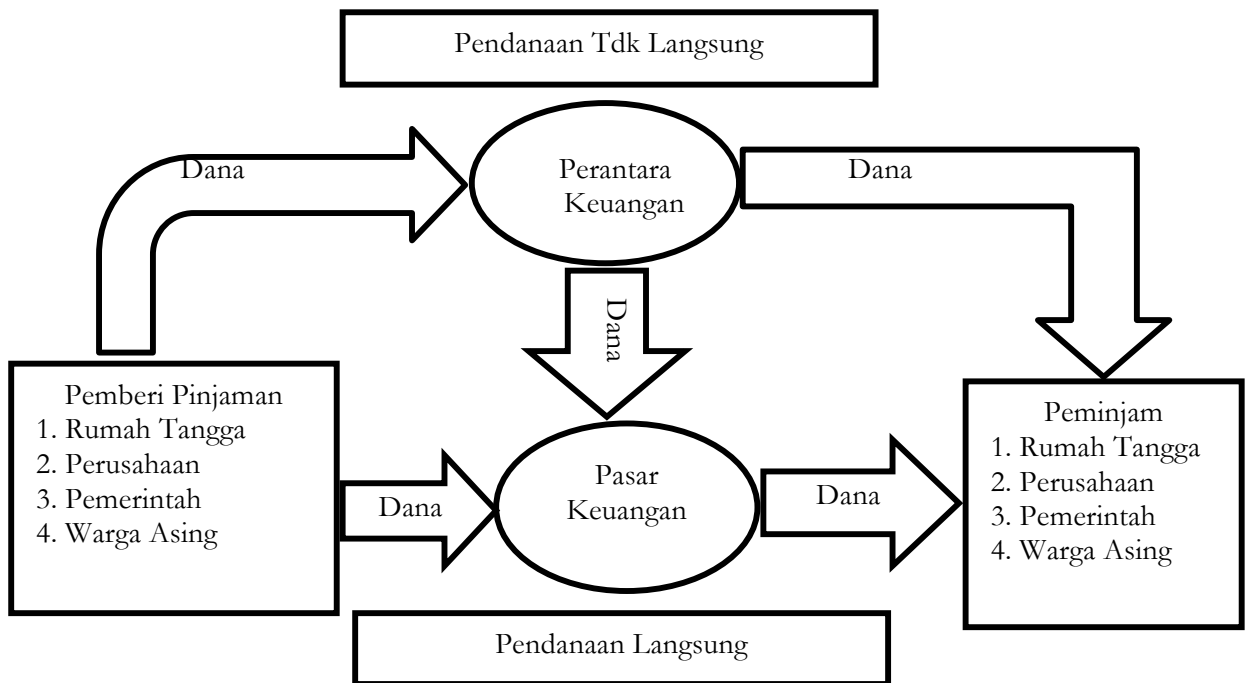 Pendanaan Tdk Langsung
Dana
Perantara
Keuangan
Dana
Dana
Pemberi Pinjaman
1. Rumah Tangga
2. Perusahaan
3. Pemerintah
4. Warga Asing
Dana
Pasar
Keuangan
Dana
Peminjam
1. Rumah Tangga
2. Perusahaan
3. Pemerintah
4. Warga Asing
Pendanaan Langsung